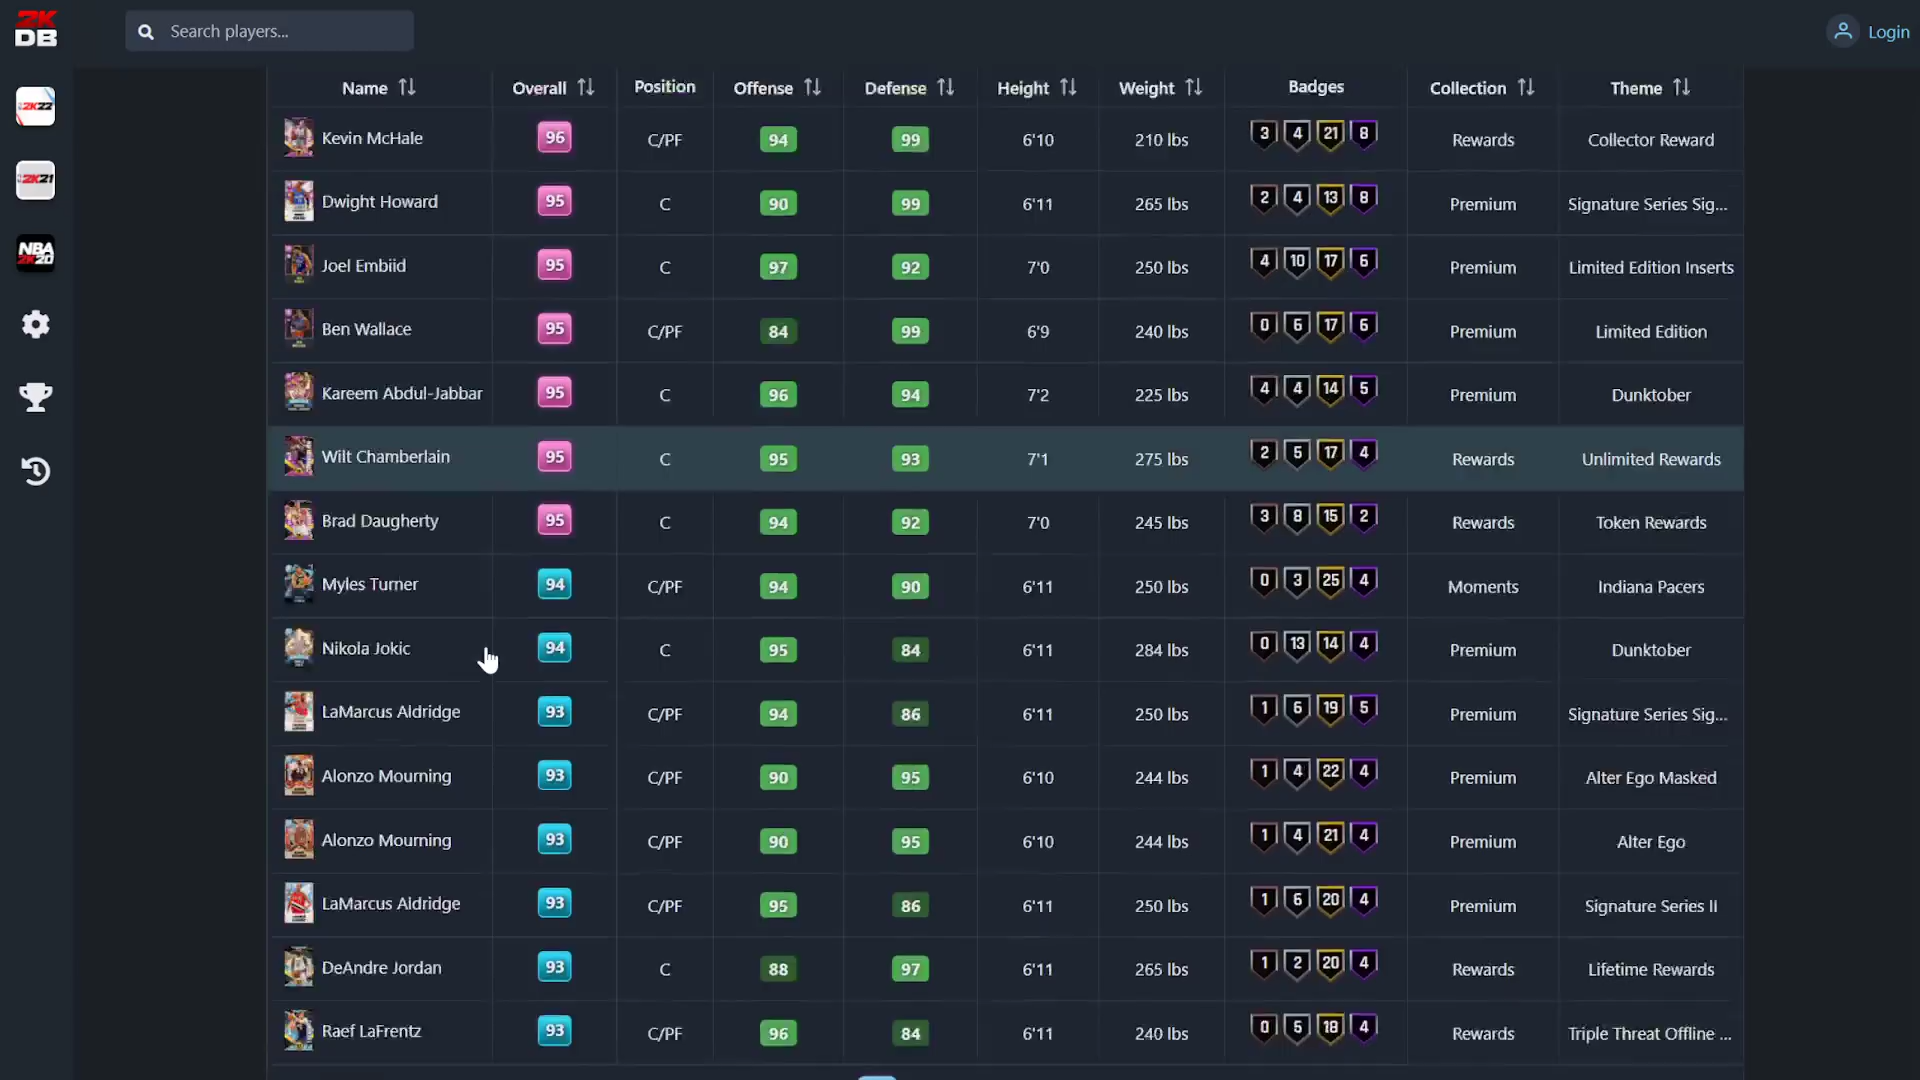 2K
DB
Search players...
Login
2K22
2K21
NBA
2K20
Name Overall Position Offense Defense Height Weight Badges Collection Theme
Kevin McHale 96 C/PF 94 99 6'10 210 lbs 3 4 21 8 Rewards Collector Reward
Dwight Howard 95 C 90 99 6'11 265 lbs 2 4 13 8 Premium Signature Series Sig...
Joel Embiid 95 C 97 92 7'0 250 lbs 4 10 17 6 Premium Limited Edition Inserts
Ben Wallace 95 C/PF 84 99 6'9 240 lbs 0 6 17 6 Premium Limited Edition
Kareem Abdul-Jabbar 95 C 96 94 7'2 225 lbs 4 4 14 5 Premium Dunktober
Wilt Chamberlain 95 C 95 93 7'1 275 lbs 2 5 17 4 Rewards Unlimited Rewards
Brad Daugherty 95 C 94 92 7'0 245 lbs 3 8 15 2 Rewards Token Rewards
Myles Turner 94 C/PF 94 90 6'11 250 lbs 0 3 25 4 Moments Indiana Pacers
Nikola Jokic 94 C 95 84 6'11 284 lbs 0 13 14 4 Premium Dunktober
LaMarcus Aldridge 93 C/PF 94 86 6'11 250 lbs 1 6 19 5 Premium Signature Series Sig...
Alonzo Mourning 93 C/PF 90 95 6'10 244 lbs 1 4 22 4 Premium Alter Ego Masked
Alonzo Mourning 93 C/PF 90 95 6'10 244 lbs 1 4 21 4 Premium Alter Ego
LaMarcus Aldridge 93 C/PF 95 86 6'11 250 lbs 1 6 20 4 Premium Signature Series II
DeAndre Jordan 93 C 88 97 6'11 265 lbs 1 2 20 4 Rewards Lifetime Rewards
Raef LaFrentz 93 C/PF 96 84 6'11 240 lbs 0 5 18 4 Rewards Triple Threat Offline ...